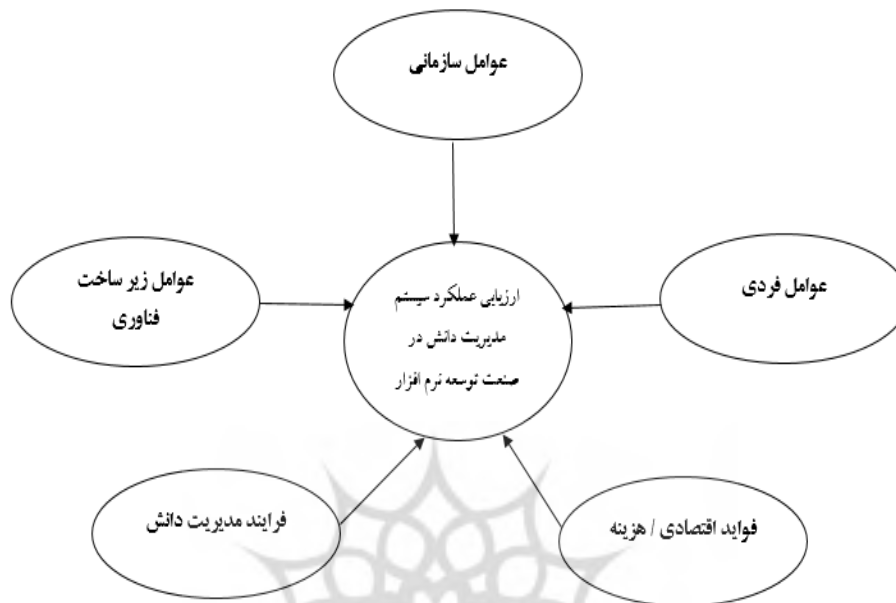 عوامل سازمانی
عوامل زیر ساخت
فناوری
عوامل فردی
ارزیابی عملکرد سیستم
مدیریت دانش در
صنعت توسعه نرم افزار
فرایند مدیریت دانش
فواید اقتصادی / هزینه